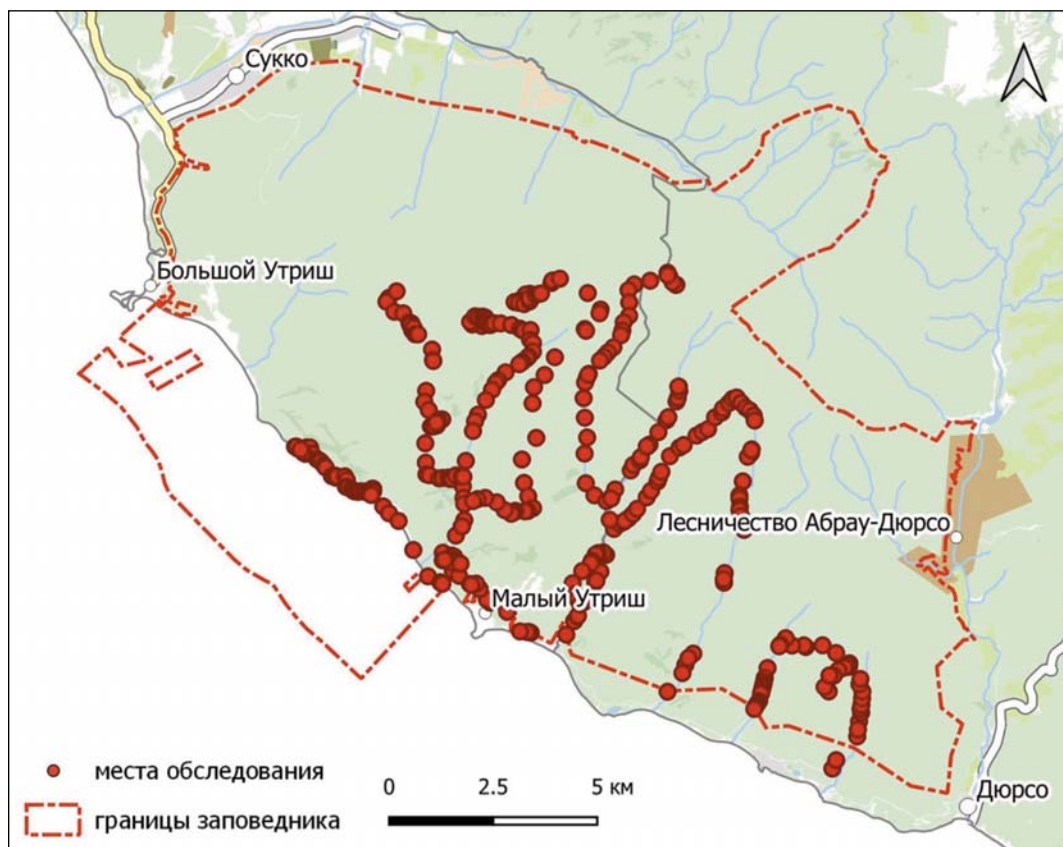 Сукко
Большой Утриш
Лесничество Абрау-Дюрсо
Малый Утриш
места обследования
0 2.5 5 км
границы заповедника
Дюрсо